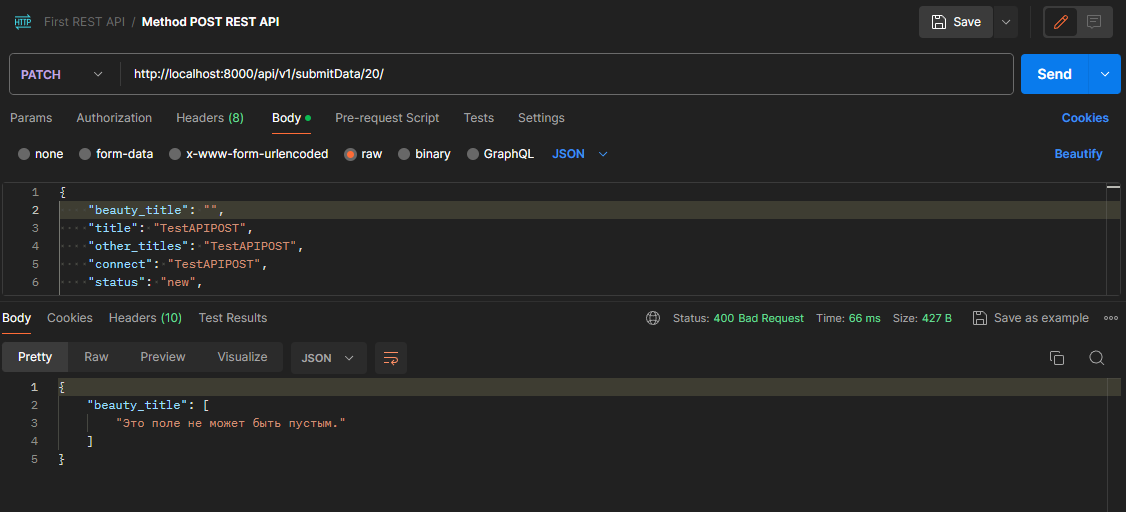 HTTP First REST API / Method POST REST API Save
PATCH http://localhost:8000/api/v1/submitData/20/ Send
Params Authorization Headers (8) Body Pre-request Script Tests Settings Cookies
none form-data x-www-form-urlencoded raw binary GraphQL JSON Beautify
1 {
2 "beauty_title": "",
3 "title": "TestAPIPOST",
4 "other_titles": "TestAPIPOST",
5 "connect": "TestAPIPOST",
6 "status": "new",
Body Cookies Headers (10) Test Results Status: 400 Bad Request Time: 66 ms Size: 427 B Save as example
Pretty Raw Preview Visualize JSON
1 {
2 "beauty_title": [
3 "Это поле не может быть пустым."
4 ]
5 }